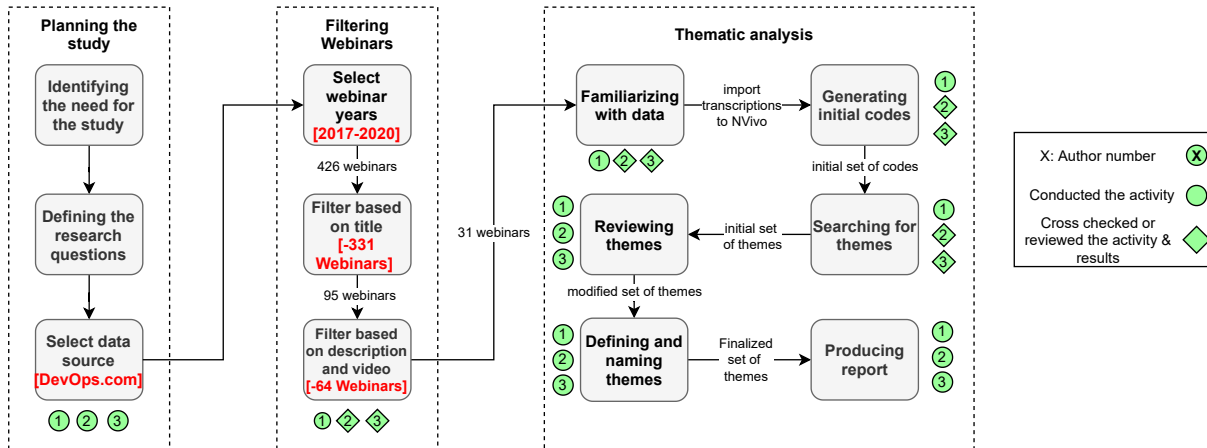 Planning the
study
Identifying
the need for
the study
Defining the
research
questions
Select data
source
[DevOps.com]
1 2 3
Filtering
Webinars
Select
webinar
years
[2017-2020]
426 webinars
Filter based
on title
[-331
Webinars]
95 webinars
Filter based
on description
and video
[-64 Webinars]
1 2 3
31 webinars
Thematic analysis
Familiarizing
with data
1 2 3
import
transcriptions
to NVivo
Generating
initial codes
1
2
3
initial set of codes
Searching for
themes
1
2
3
initial set
of themes
Reviewing
themes
1
2
3
modified set of themes
Defining and
naming
themes
1
2
3
Finalized
set of
themes
Producing
report
1
2
3
X: Author number X
Conducted the activity
Cross checked or
reviewed the activity &
results